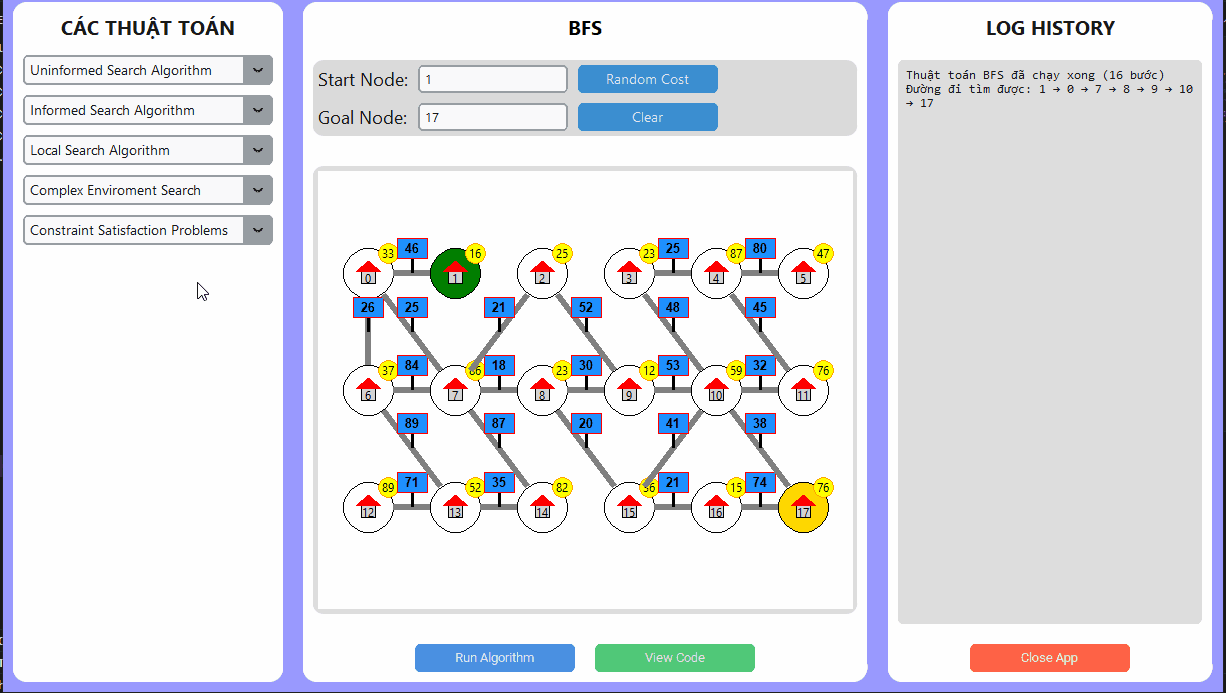 CÁC THUẬT TOÁN
Uninformed Search Algorithm
Informed Search Algorithm
Local Search Algorithm
Complex Enviroment Search
Constraint Satisfaction Problems
BFS
Start Node: 1 Random Cost
Goal Node: 17 Clear
33 46 16 25 23 25 87 80 47
0 1 2 3 4 5
26 25 21 52 48 45
37 84 86 18 23 30 12 53 59 32 76
6 7 8 9 10 11
89 87 20 41 38
89 71 52 35 82 36 21 15 74 76
12 13 14 15 16 17
Run Algorithm View Code
LOG HISTORY
Thuật toán BFS đã chạy xong (16 bước)
Đường đi tìm được: 1 → 0 → 7 → 8 → 9 → 10
→ 17
Close App